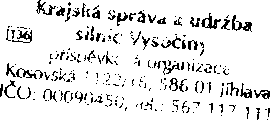 Krajská správa a údržba
136 silnic Vysočiny
příspěvková organizace
Kosovská 1122/16, 586 01 Jihlava
IČO: 00090450, tel.: 567 117 111